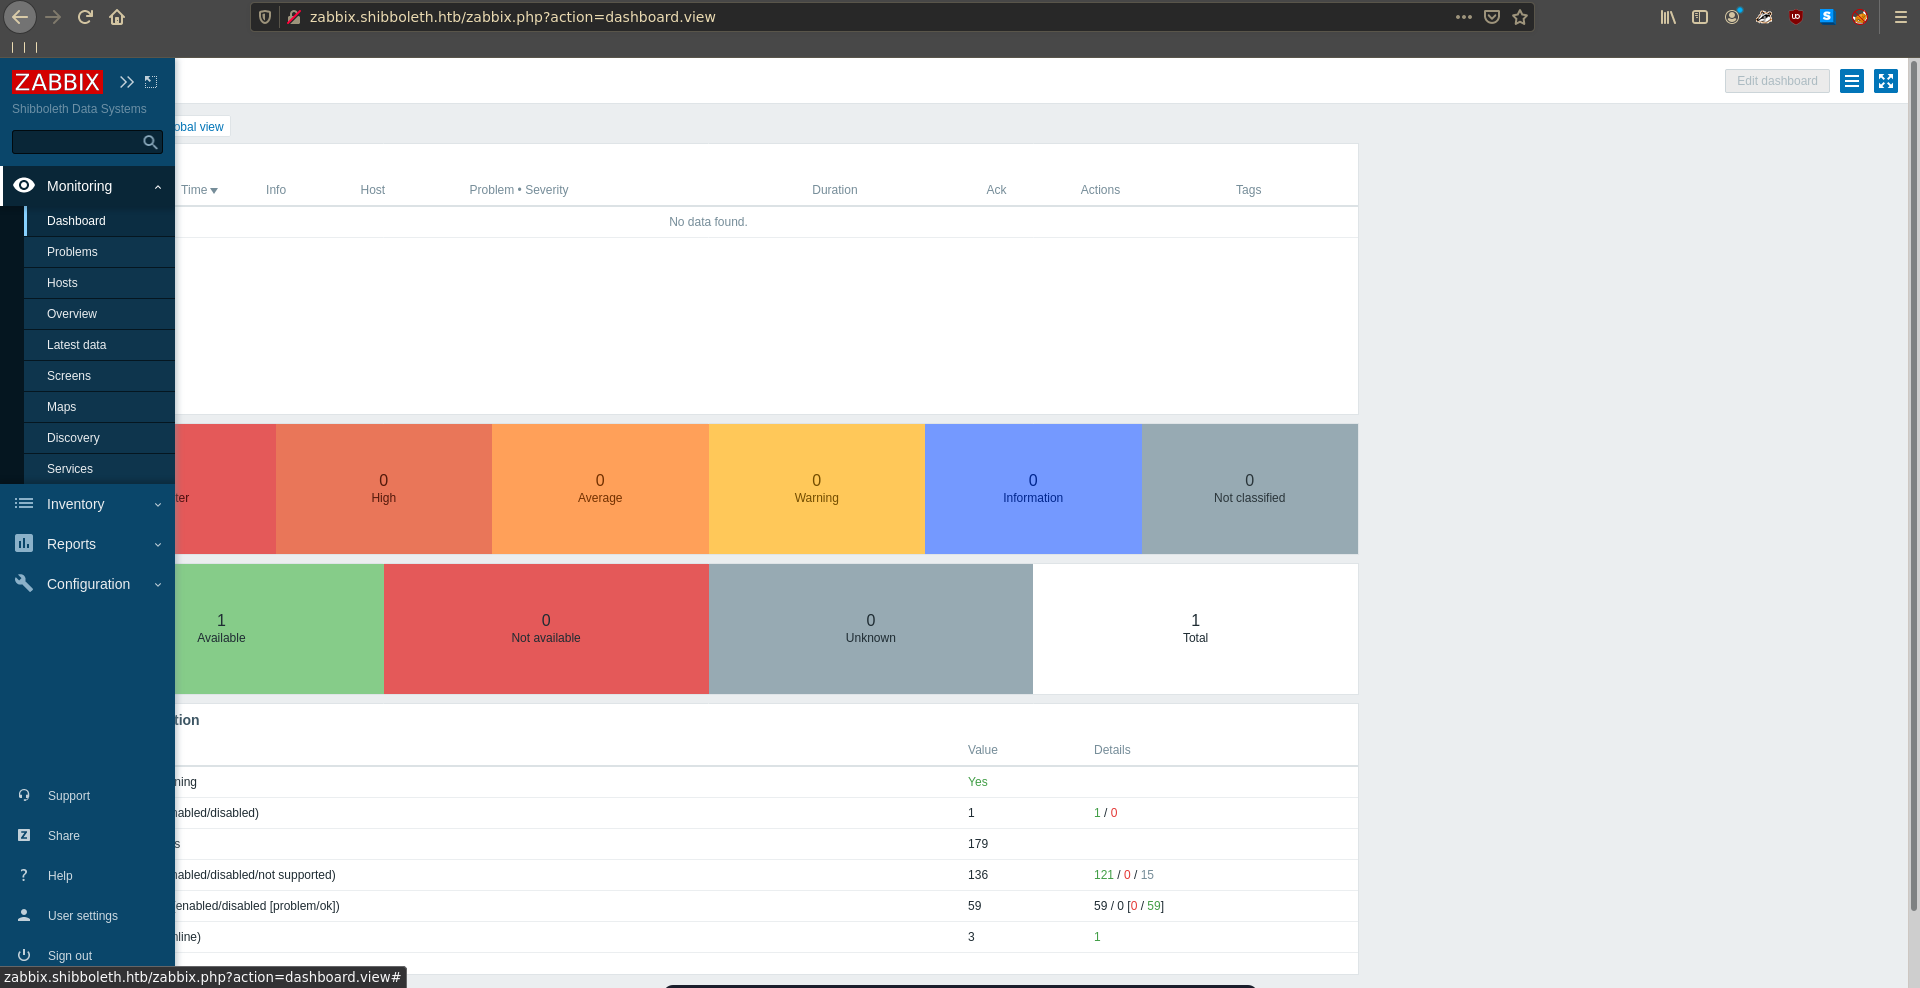 zabbix.shibboleth.htb/zabbix.php?action=dashboard.view
ZABBIX
Shibboleth Data Systems
Edit dashboard
obal view
Monitoring
Dashboard
Problems
Hosts
Overview
Latest data
Screens
Maps
Discovery
Services
Inventory
Reports
Configuration
Support
Share
Help
User settings
Sign out
Time Info Host Problem • Severity Duration Ack Actions Tags
No data found.
ter
0 High
0 Average
0 Warning
0 Information
0 Not classified
1 Available
0 Not available
0 Unknown
1 Total
tion
Value Details
ning Yes
nabled/disabled) 1 1 / 0
s 179
nabled/disabled/not supported) 136 121 / 0 / 15
enabled/disabled [problem/ok]) 59 59 / 0 [0 / 59]
nline) 3 1
zabbix.shibboleth.htb/zabbix.php?action=dashboard.view#